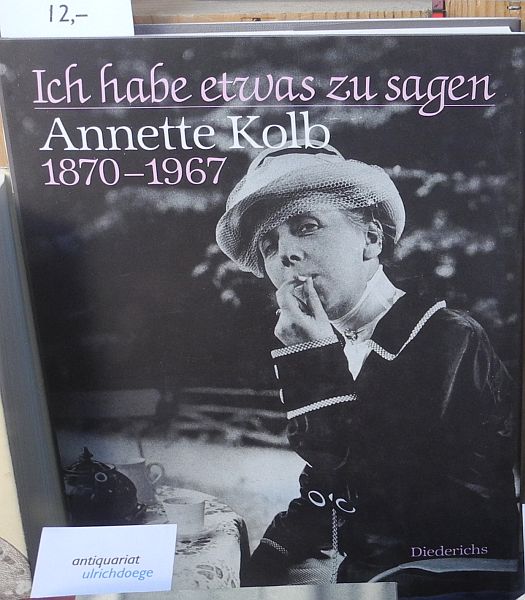 12,–
Ich habe etwas zu sagen
Annette Kolb
1870–1967
Diederichs
antiquariat
ulrichdoege